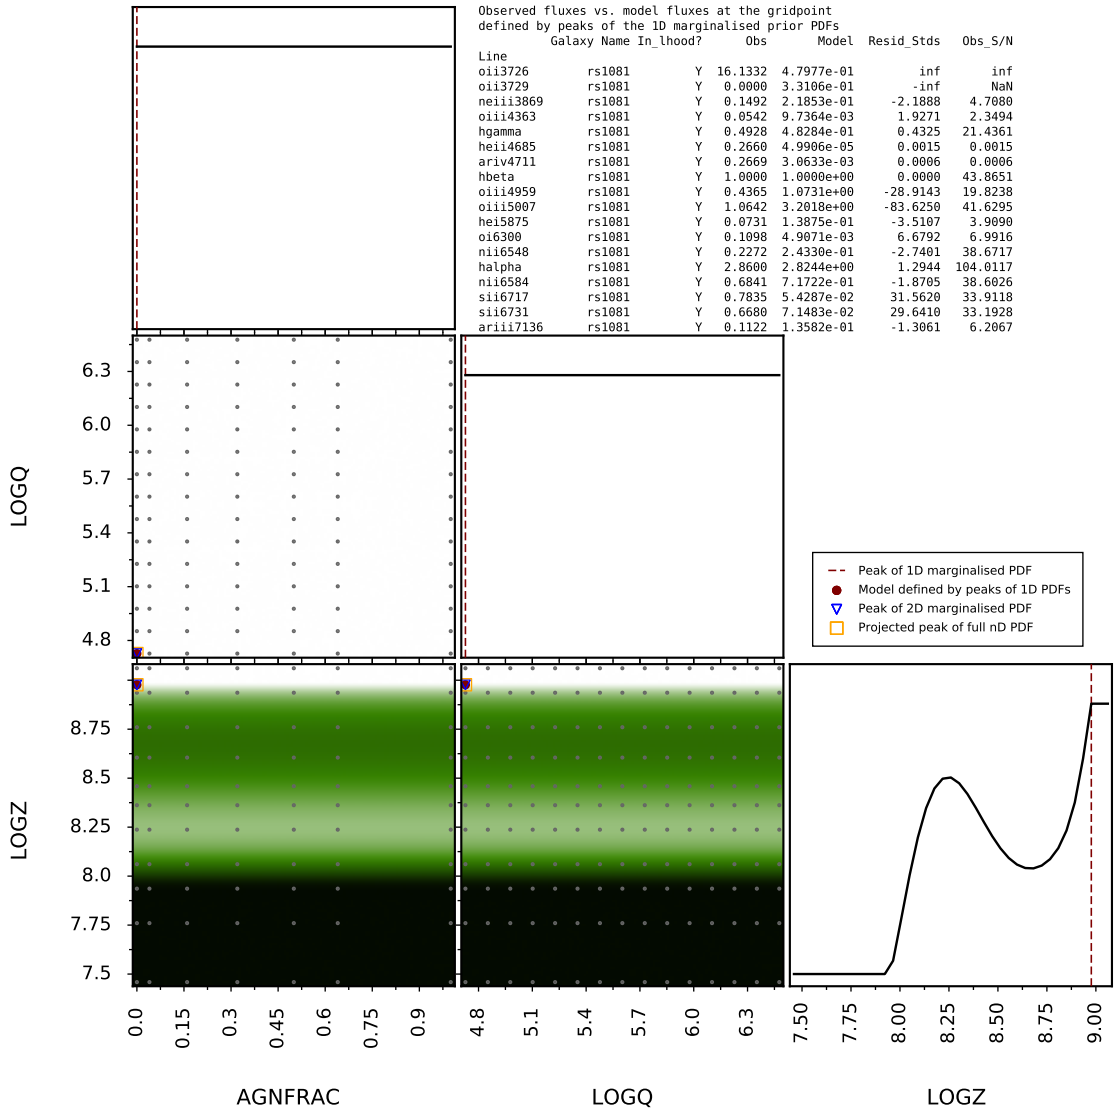 Observed fluxes vs. model fluxes at the gridpoint
defined by peaks of the 1D marginalised prior PDFs
Galaxy Name In_lhood? Obs Model Resid_Stds Obs_S/N
Line
oii3726 rs1081 Y 16.1332 4.7977e-01 inf inf
oii3729 rs1081 Y 0.0000 3.3106e-01 -inf NaN
neiii3869 rs1081 Y 0.1492 2.1853e-01 -2.1888 4.7080
oiii4363 rs1081 Y 0.0542 9.7364e-03 1.9271 2.3494
hgamma rs1081 Y 0.4928 4.8284e-01 0.4325 21.4361
heii4685 rs1081 Y 0.2660 4.9906e-05 0.0015 0.0015
ariv4711 rs1081 Y 0.2669 3.0633e-03 0.0006 0.0006
hbeta rs1081 Y 1.0000 1.0000e+00 0.0000 43.8651
oiii4959 rs1081 Y 0.4365 1.0731e+00 -28.9143 19.8238
oiii5007 rs1081 Y 1.0642 3.2018e+00 -83.6250 41.6295
hei5875 rs1081 Y 0.0731 1.3875e-01 -3.5107 3.9090
oi6300 rs1081 Y 0.1098 4.9071e-03 6.6792 6.9916
nii6548 rs1081 Y 0.2272 2.4330e-01 -2.7401 38.6717
halpha rs1081 Y 2.8600 2.8244e+00 1.2944 104.0117
nii6584 rs1081 Y 0.6841 7.1722e-01 -1.8705 38.6026
sii6717 rs1081 Y 0.7835 5.4287e-02 31.5620 33.9118
sii6731 rs1081 Y 0.6680 7.1483e-02 29.6410 33.1928
ariii7136 rs1081 Y 0.1122 1.3582e-01 -1.3061 6.2067
LOGQ
6.3
6.0
5.7
5.4
5.1
4.8
Peak of 1D marginalised PDF
Model defined by peaks of 1D PDFs
Peak of 2D marginalised PDF
Projected peak of full nD PDF
LOGZ
8.75
8.5
8.25
8.0
7.75
7.5
0.0 0.15 0.3 0.45 0.6 0.75 0.9
4.8 5.1 5.4 5.7 6.0 6.3
7.50 7.75 8.00 8.25 8.50 8.75 9.00
AGNFRAC LOGQ LOGZ